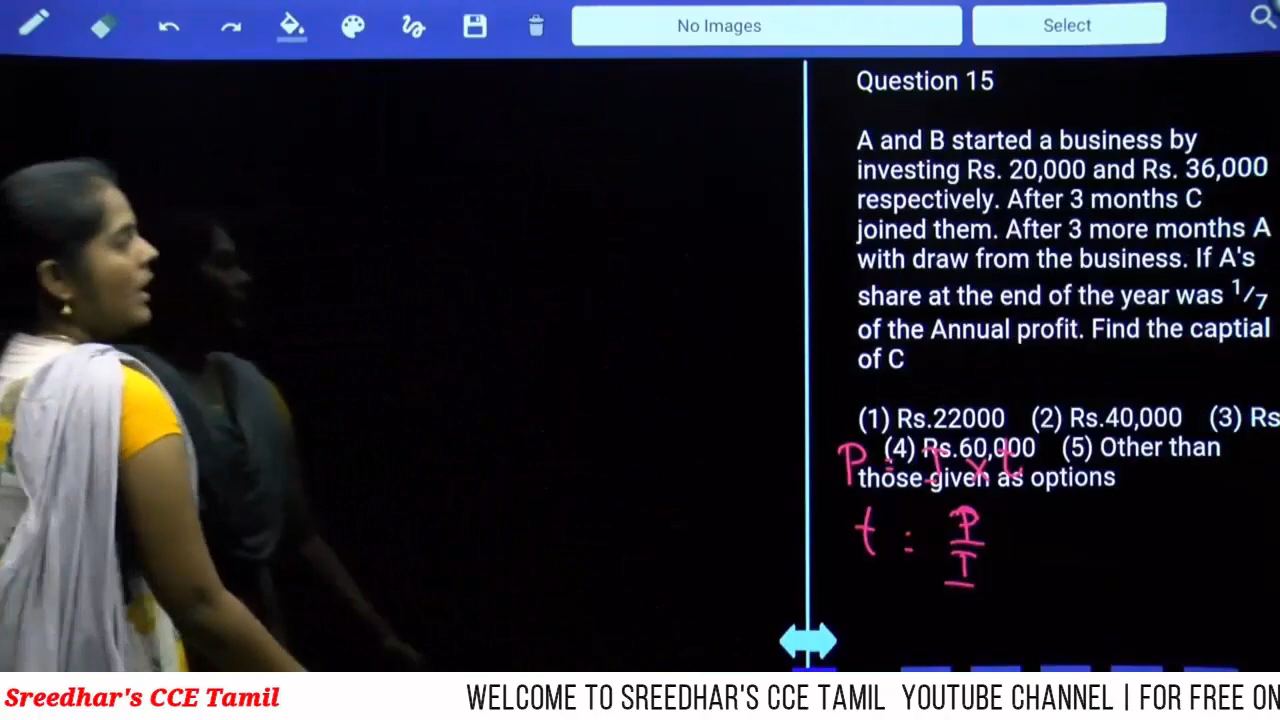 No Images
Select
Question 15
A and B started a business by
investing Rs. 20,000 and Rs. 36,000
respectively. After 3 months C
joined them. After 3 more months A
with draw from the business. If A's
share at the end of the year was 1/7
of the Annual profit. Find the captial
of C
(1) Rs.22000 (2) Rs.40,000 (3) Rs
(4) Rs.60,000 (5) Other than
P = I x t
those given as options
t = P/I
Sreedhar's CCE Tamil
WELCOME TO SREEDHAR'S CCE TAMIL YOUTUBE CHANNEL | FOR FREE ON